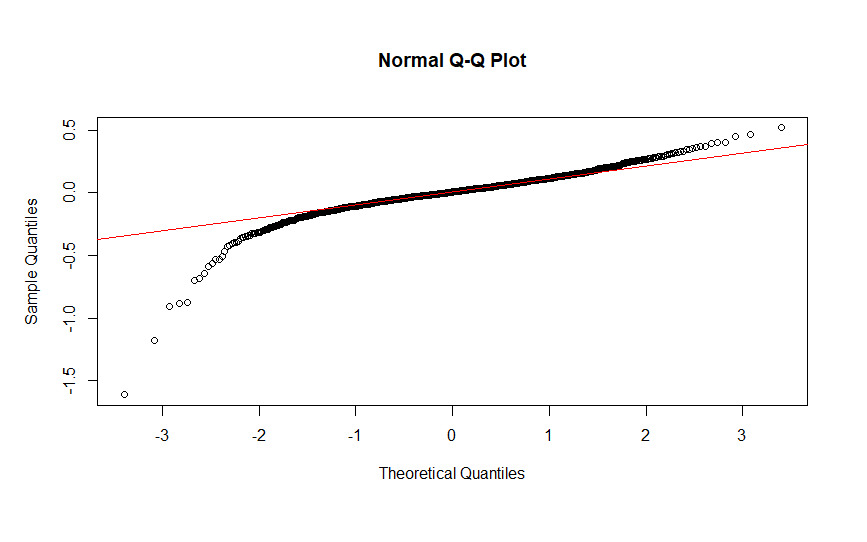 Normal Q-Q Plot
0.5
0.0
-0.5
-1.0
-1.5
Sample Quantiles
-3 -2 -1 0 1 2 3
Theoretical Quantiles